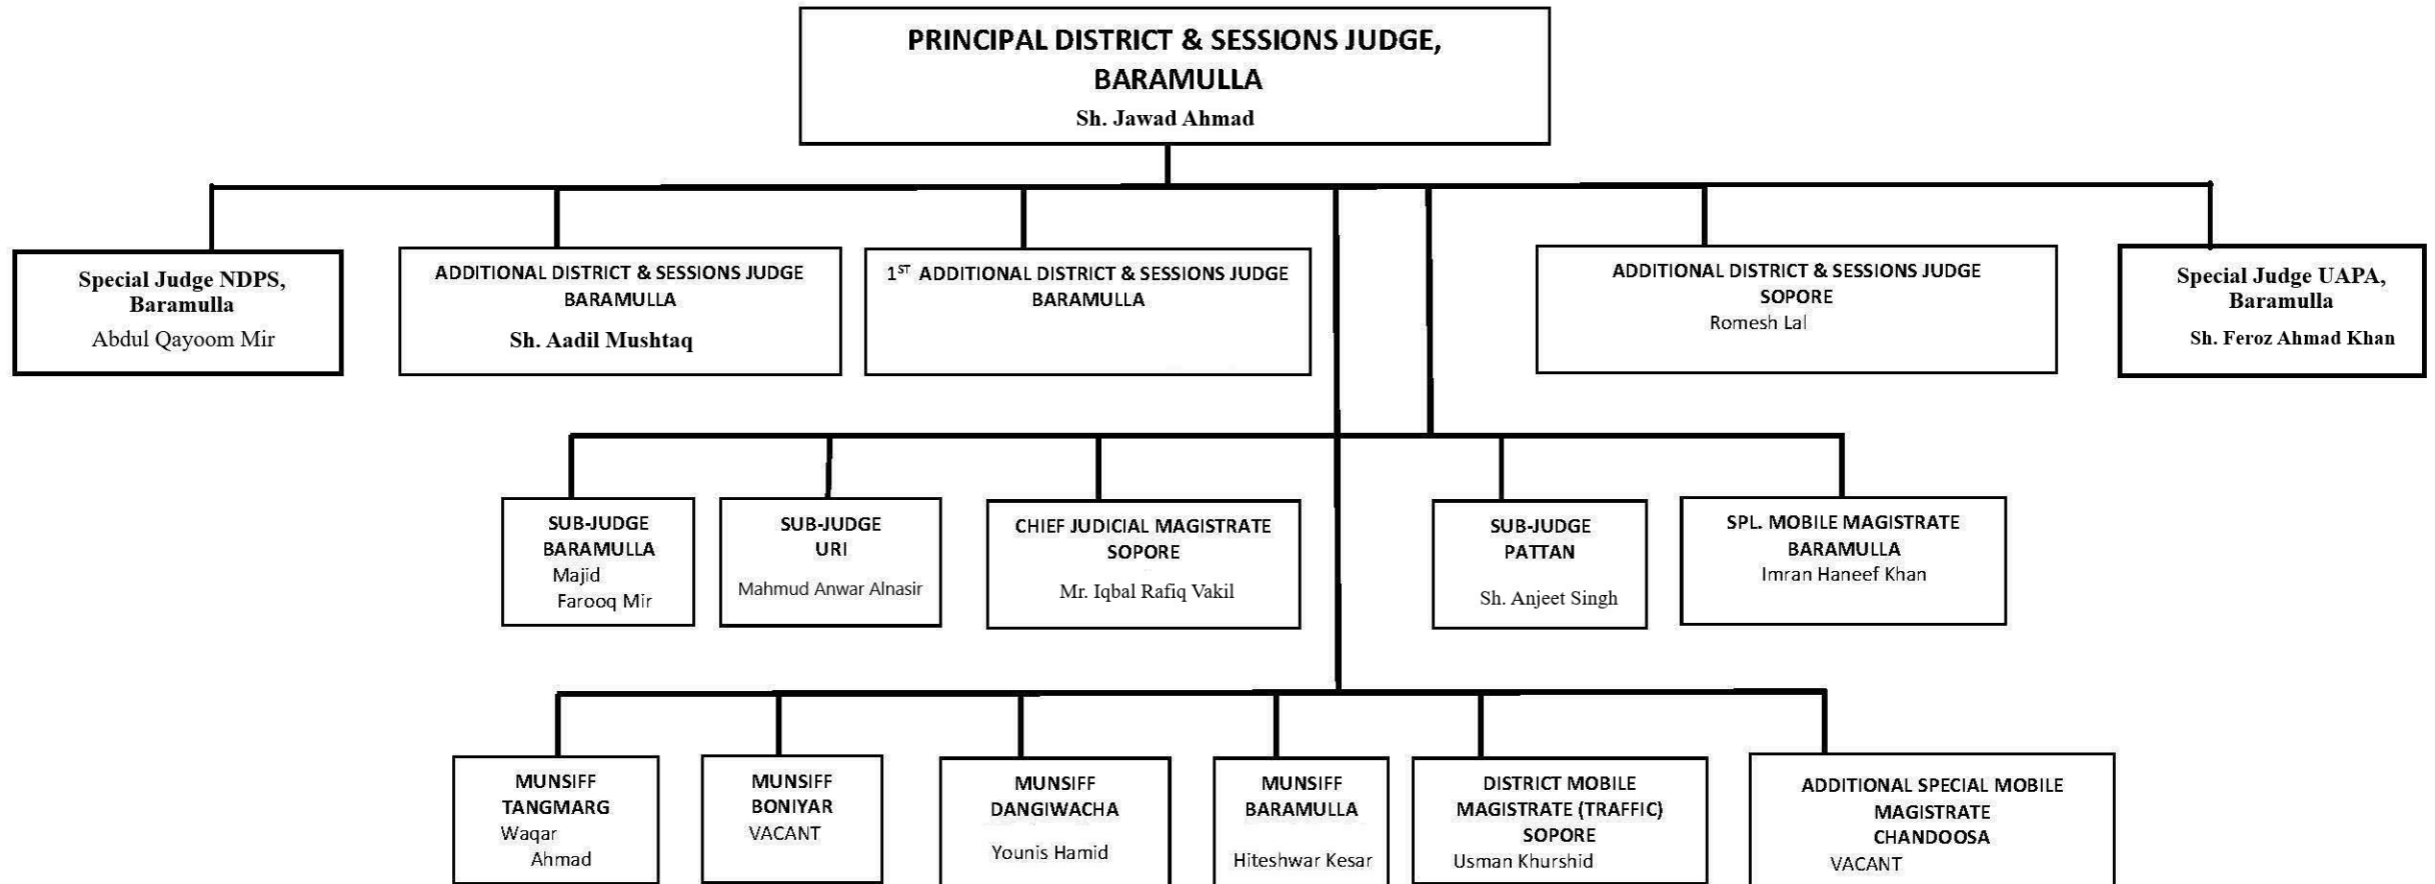 PRINCIPAL DISTRICT & SESSIONS JUDGE,
BARAMULLA
Sh. Jawad Ahmad
Special Judge NDPS,
Baramulla
Abdul Qayoom Mir
ADDITIONAL DISTRICT & SESSIONS JUDGE
BARAMULLA
Sh. Aadil Mushtaq
1ST ADDITIONAL DISTRICT & SESSIONS JUDGE
BARAMULLA
ADDITIONAL DISTRICT & SESSIONS JUDGE
SOPORE
Romesh Lal
Special Judge UAPA,
Baramulla
Sh. Feroz Ahmad Khan
SUB-JUDGE
BARAMULLA
Majid
Farooq Mir
SUB-JUDGE
URI
Mahmud Anwar Alnasir
CHIEF JUDICIAL MAGISTRATE
SOPORE
Mr. Iqbal Rafiq Vakil
SUB-JUDGE
PATTAN
Sh. Anjeet Singh
SPL. MOBILE MAGISTRATE
BARAMULLA
Imran Haneef Khan
MUNSIFF
TANGMARG
Waqar
Ahmad
MUNSIFF
BONIYAR
VACANT
MUNSIFF
DANGIWACHA
Younis Hamid
MUNSIFF
BARAMULLA
Hiteshwar Kesar
DISTRICT MOBILE
MAGISTRATE (TRAFFIC)
SOPORE
Usman Khurshid
ADDITIONAL SPECIAL MOBILE
MAGISTRATE
CHANDOOSA
VACANT